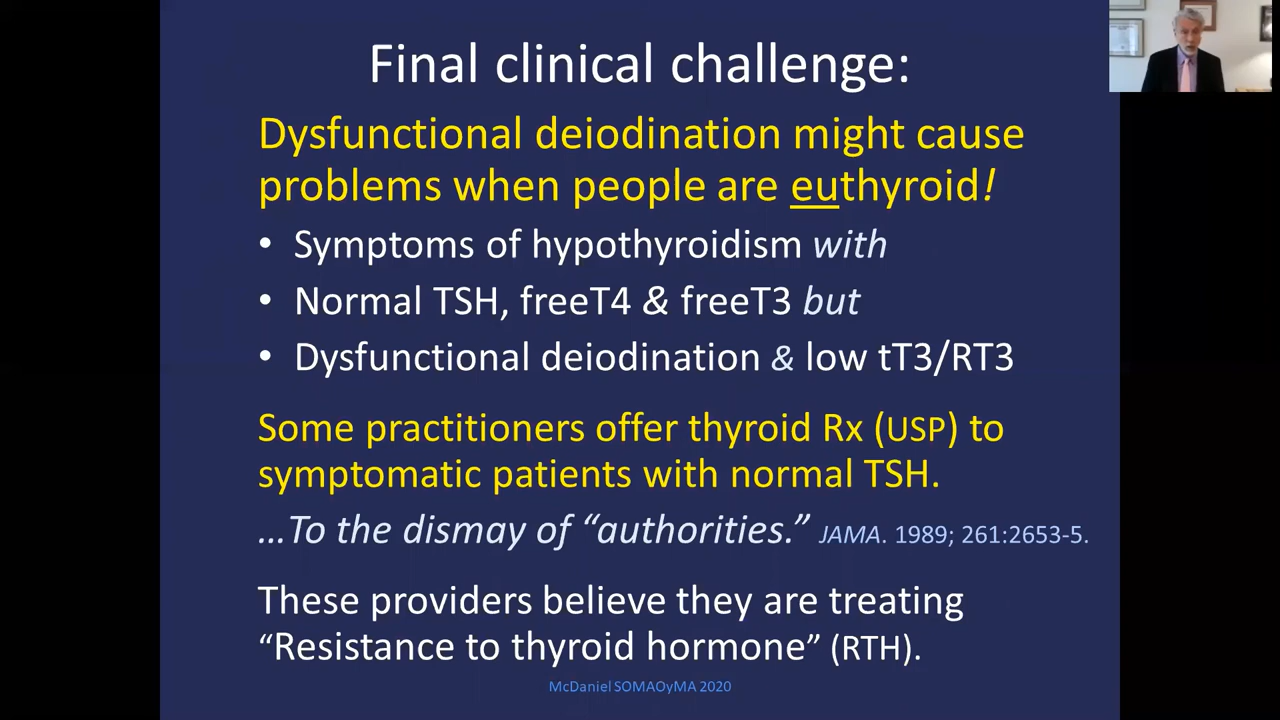 Final clinical challenge:
Dysfunctional deiodination might cause
problems when people are euthyroid!
• Symptoms of hypothyroidism with
• Normal TSH, freeT4 & freeT3 but
• Dysfunctional deiodination & low tT3/RT3
Some practitioners offer thyroid Rx (USP) to
symptomatic patients with normal TSH.
…To the dismay of “authorities.” JAMA. 1989; 261:2653-5.
These providers believe they are treating
“Resistance to thyroid hormone” (RTH).
McDaniel SOMAOyMA 2020